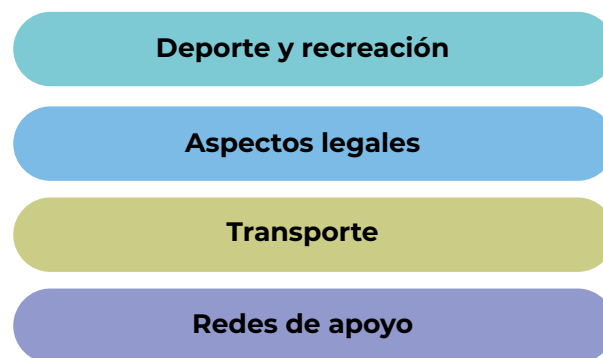 Deporte y recreación
Aspectos legales
Transporte
Redes de apoyo